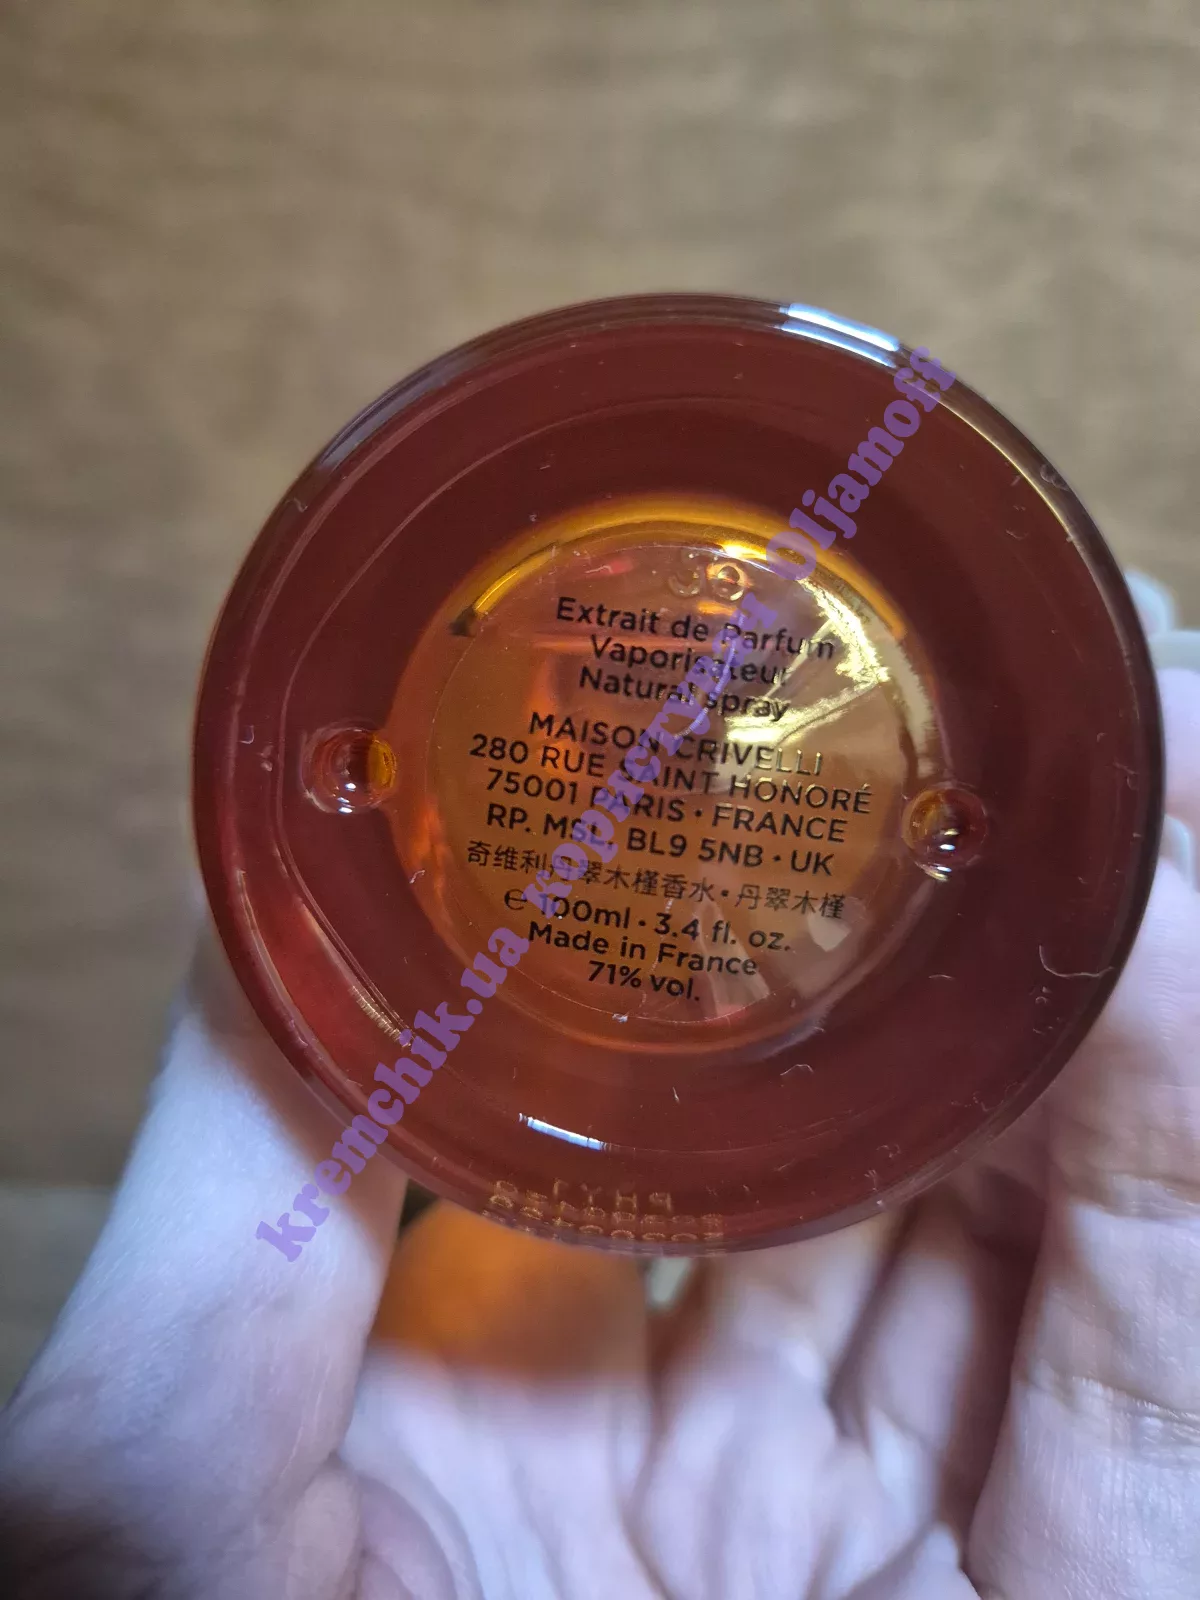 Extrait de Parfum
Vaporisateur
Natural spray
MAISON CRIVELLI
280 RUE SAINT HONORÉ
75001 PARIS · FRANCE
RP. MSL. BL9 5NB · UK
奇维利丹翠木槿香水·丹翠木槿
℮ 100ml · 3.4 fl. oz.
Made in France
71% vol.
kremchik.ua користувач Oljamoff